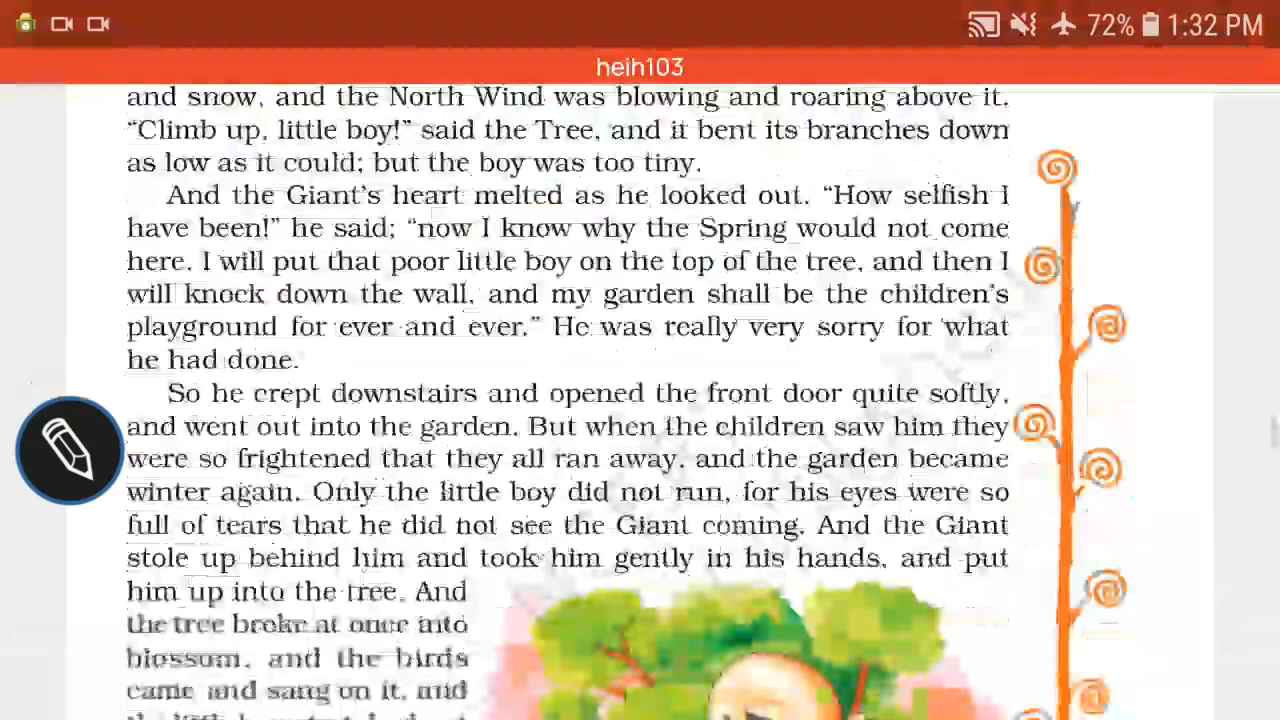 72% 1:32 PM
heih103
and snow, and the North Wind was blowing and roaring above it.
“Climb up, little boy!” said the Tree, and it bent its branches down
as low as it could; but the boy was too tiny.
And the Giant’s heart melted as he looked out. “How selfish I
have been!” he said; “now I know why the Spring would not come
here. I will put that poor little boy on the top of the tree, and then I
will knock down the wall, and my garden shall be the children’s
playground for ever and ever.” He was really very sorry for what
he had done.
So he crept downstairs and opened the front door quite softly,
and went out into the garden. But when the children saw him they
were so frightened that they all ran away, and the garden became
winter again. Only the little boy did not run, for his eyes were so
full of tears that he did not see the Giant coming. And the Giant
stole up behind him and took him gently in his hands, and put
him up into the tree. And
the tree broke at once into
blossom, and the birds
came and sang on it, and